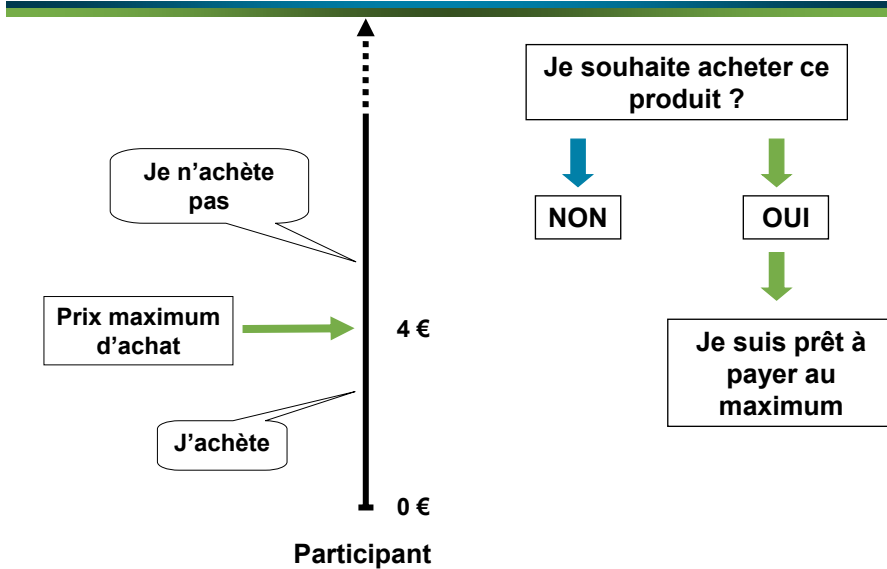 Je n’achète
pas
Prix maximum
d’achat
4 €
J’achète
0 €
Participant
Je souhaite acheter ce
produit ?
NON
OUI
Je suis prêt à
payer au
maximum